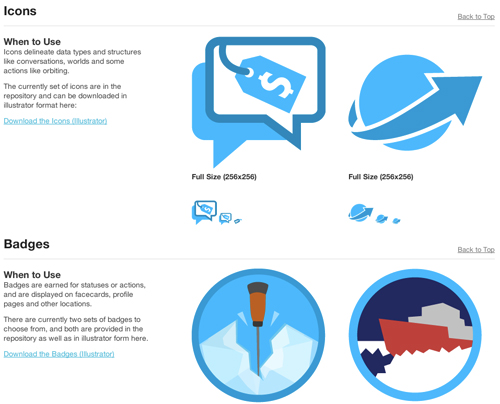 Icons
Back to Top
When to Use
Icons delineate data types and structures
like conversations, worlds and some
actions like orbiting.
The currently set of icons are in the
repository and can be downloaded in
illustrator format here:
Download the Icons (Illustrator)
$
Full Size (256x256)
Full Size (256x256)
Badges
Back to Top
When to Use
Badges are earned for statuses or actions,
and are displayed on facecards, profile
pages and other locations.
There are currently two sets of badges to
choose from, and both are provided in the
repository as well as in illustrator form here.
Download the Badges (Illustrator)